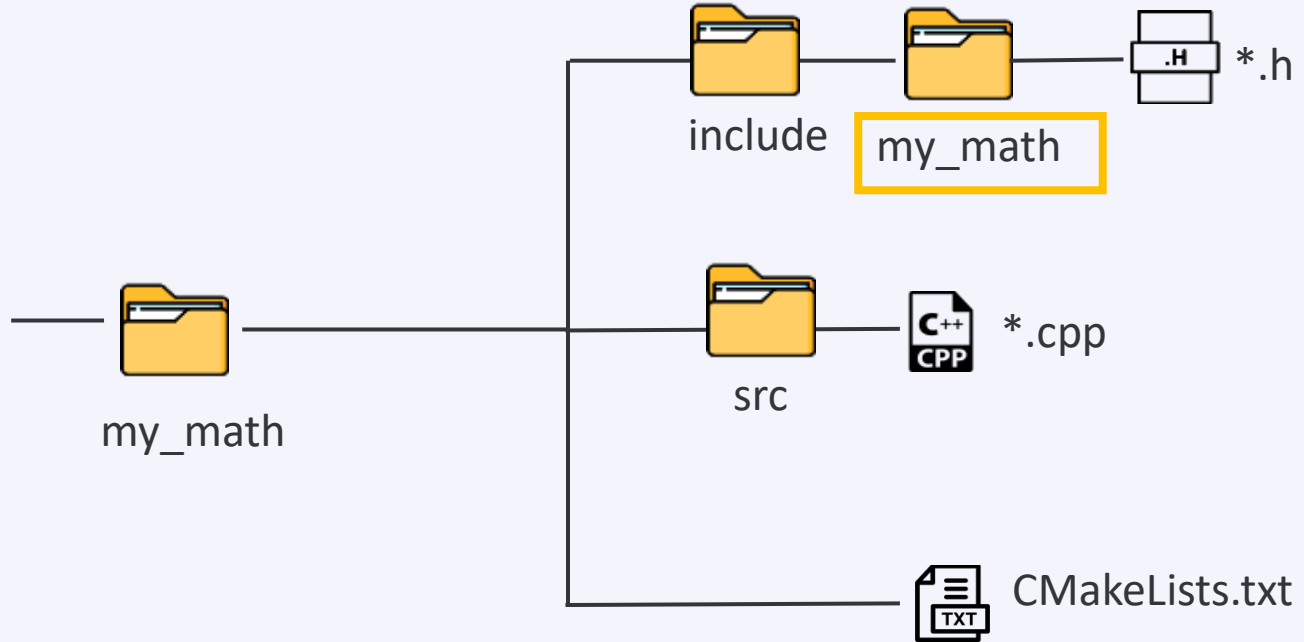 .H
*.h
include
my_math
C++
CPP
*.cpp
src
my_math
CMakeLists.txt
TXT